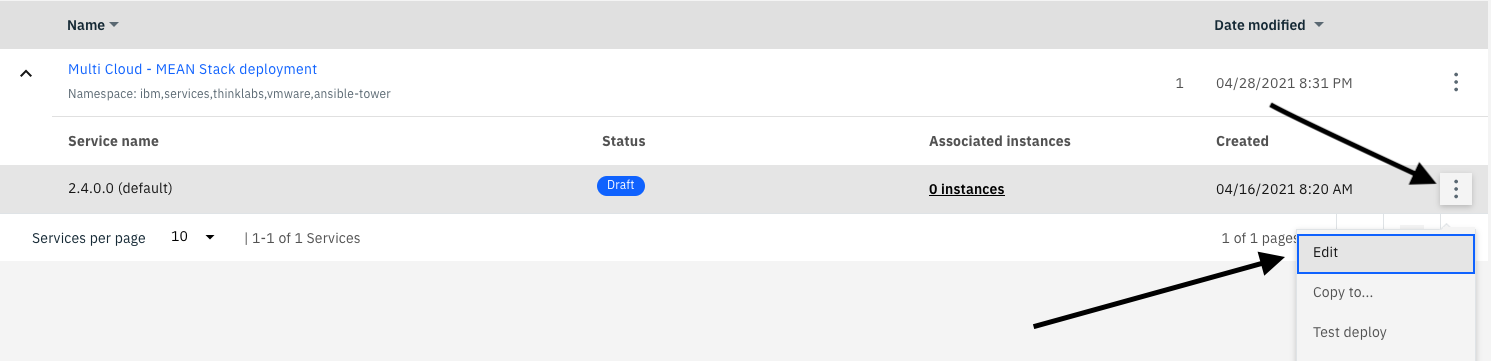 Name Date modified
Multi Cloud - MEAN Stack deployment
1 04/28/2021 8:31 PM
Namespace: ibm,services,thinklabs,vmware,ansible-tower
Service name Status Associated instances Created
2.4.0.0 (default) Draft 0 instances 04/16/2021 8:20 AM
Services per page 10 | 1-1 of 1 Services 1 of 1 pages
Edit
Copy to...
Test deploy